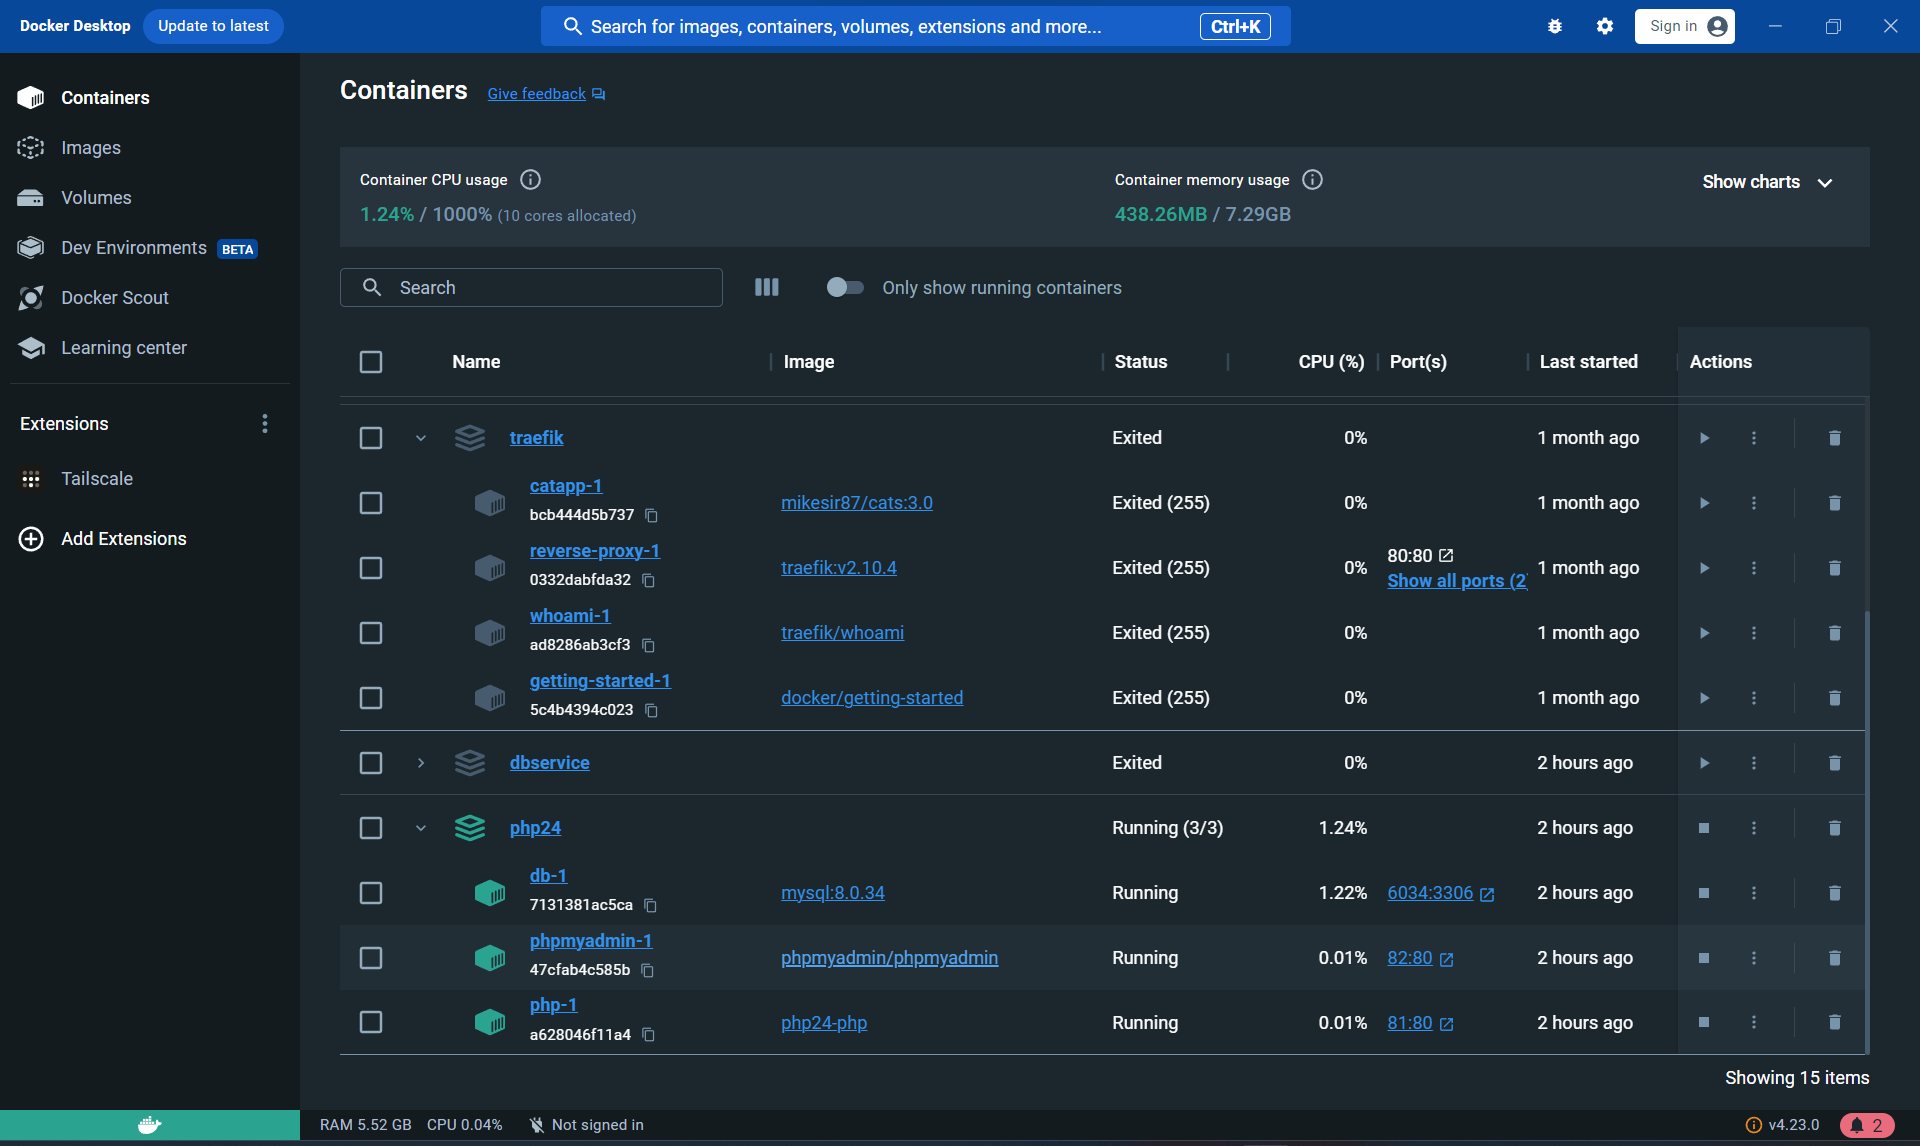 Docker Desktop Update to latest Search for images, containers, volumes, extensions and more... Ctrl+K Sign in
Containers
Images
Volumes
Dev Environments BETA
Docker Scout
Learning center
Extensions
Tailscale
Add Extensions
Containers Give feedback
Container CPU usage
1.24% / 1000% (10 cores allocated)
Container memory usage
438.26MB / 7.29GB
Show charts
Search
Only show running containers
Name Image Status CPU (%) Port(s) Last started Actions
traefik Exited 0% 1 month ago
catapp-1
bcb444d5b737
mikesir87/cats:3.0 Exited (255) 0% 1 month ago
reverse-proxy-1
0332dabfda32
traefik:v2.10.4 Exited (255) 0% 80:80
Show all ports (2)
1 month ago
whoami-1
ad8286ab3cf3
traefik/whoami Exited (255) 0% 1 month ago
getting-started-1
5c4b4394c023
docker/getting-started Exited (255) 0% 1 month ago
dbservice Exited 0% 2 hours ago
php24 Running (3/3) 1.24% 2 hours ago
db-1
7131381ac5ca
mysql:8.0.34 Running 1.22% 6034:3306 2 hours ago
phpmyadmin-1
47cfab4c585b
phpmyadmin/phpmyadmin Running 0.01% 82:80 2 hours ago
php-1
a628046f11a4
php24-php Running 0.01% 81:80 2 hours ago
Showing 15 items
RAM 5.52 GB CPU 0.04% Not signed in v4.23.0 2